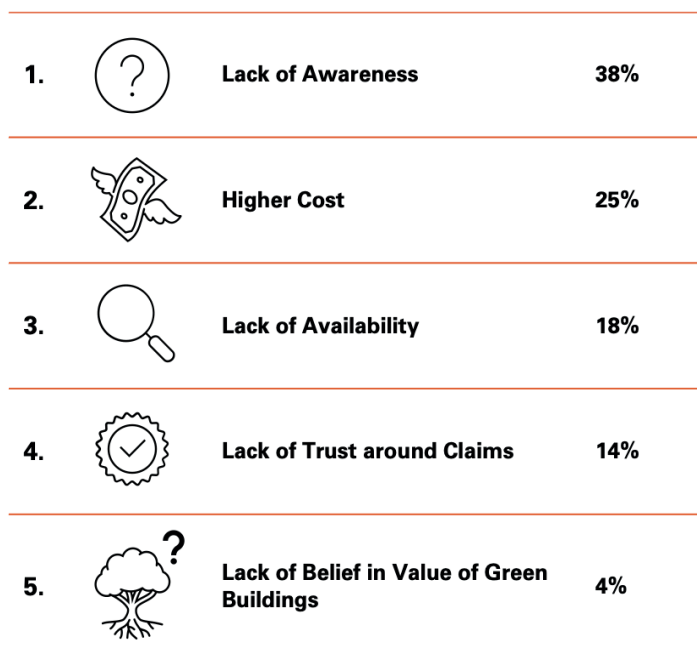 1. ? Lack of Awareness 38%
2. Higher Cost 25%
3. Lack of Availability 18%
4. Lack of Trust around Claims 14%
?
5. Lack of Belief in Value of Green
Buildings 4%